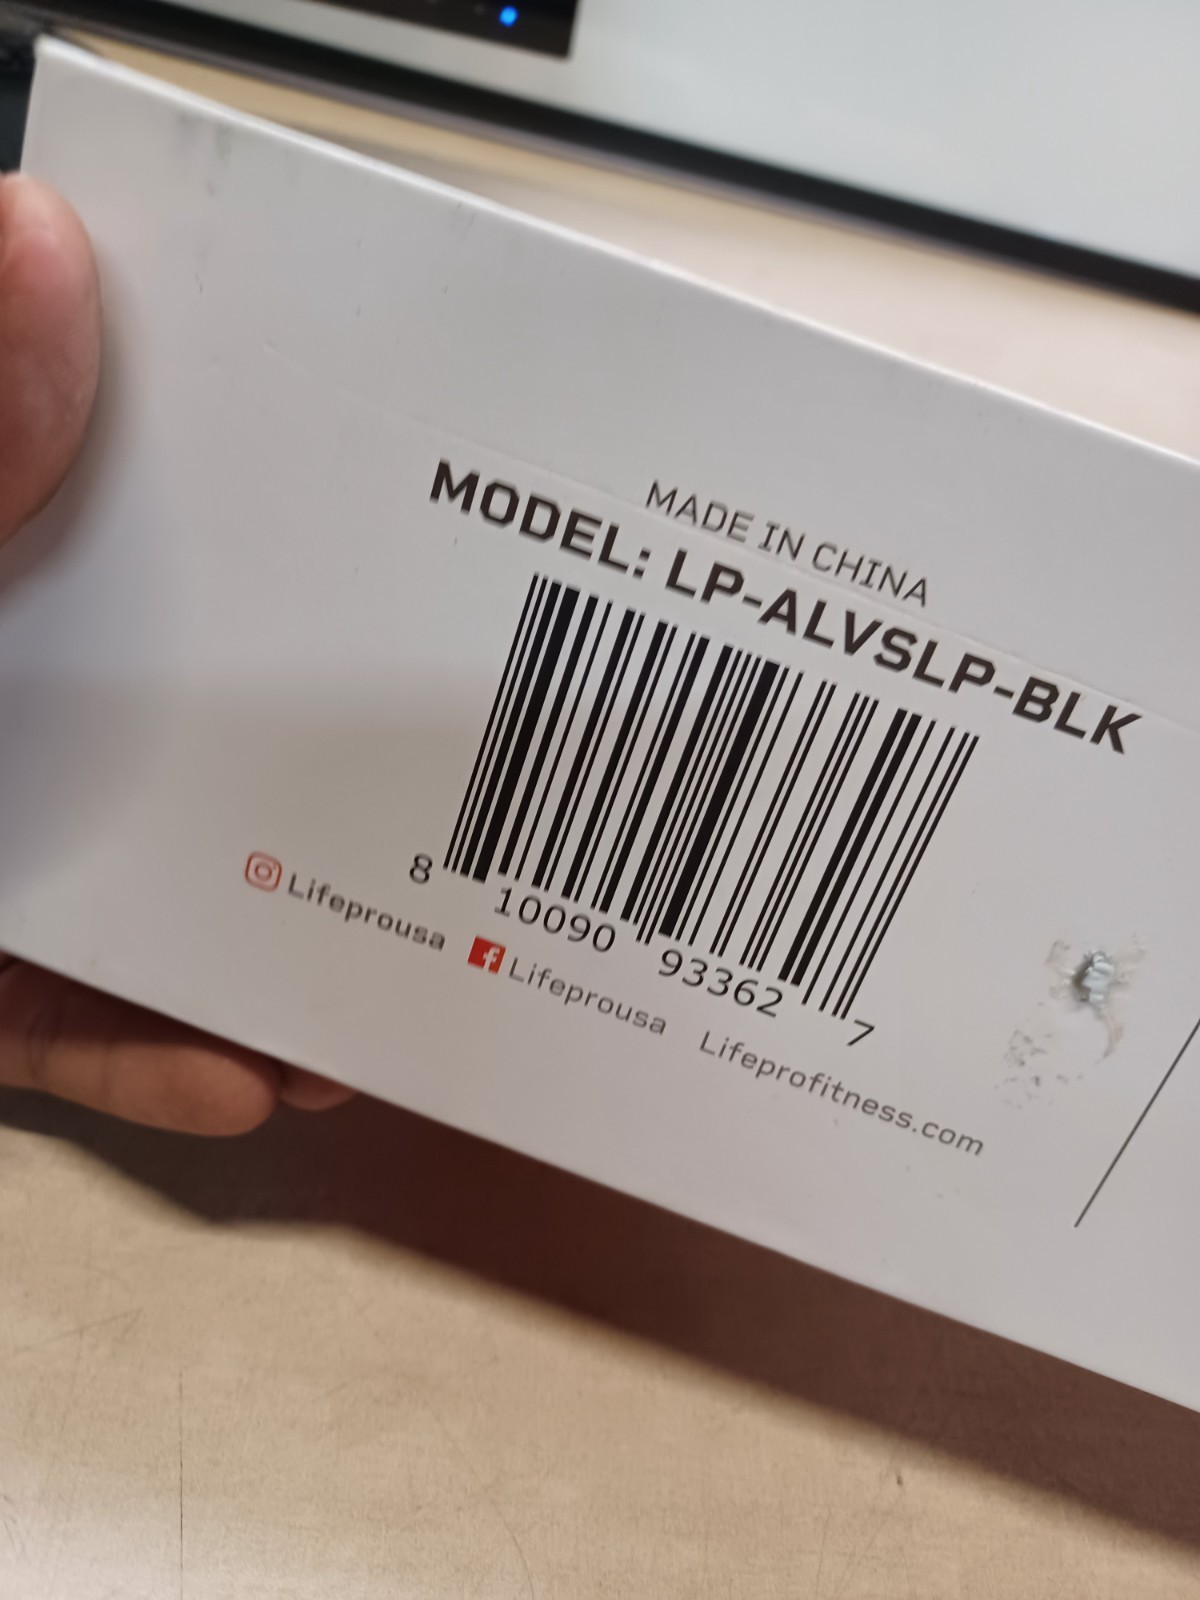 MADE IN CHINA
MODEL: LP-ALVSLP-BLK
8 10090 93362 7
Lifeprousa f Lifeprousa Lifeprofitness.com